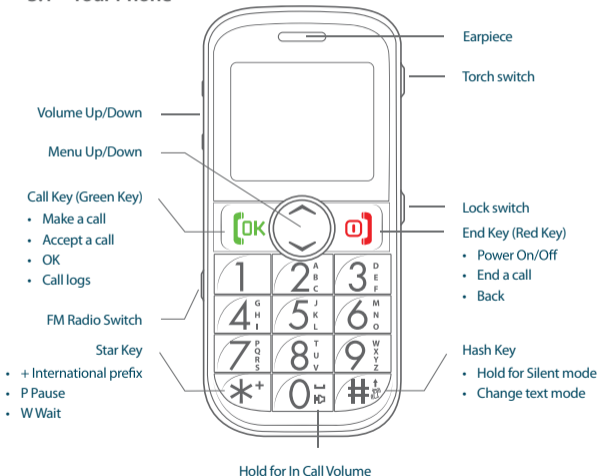 Your Phone
Earpiece
Torch switch
Volume Up/Down
Menu Up/Down
Call Key (Green Key)
• Make a call
• Accept a call
• OK
• Call logs
FM Radio Switch
Star Key
• + International prefix
• P Pause
• W Wait
Lock switch
End Key (Red Key)
• Power On/Off
• End a call
• Back
Hash Key
• Hold for Silent mode
• Change text mode
OK
1
2 A B C
3 D E F
4 G H I
5 J K L
6 M N O
7 P Q R S
8 T U V
9 W X Y Z
* +
0
#
Hold for In Call Volume